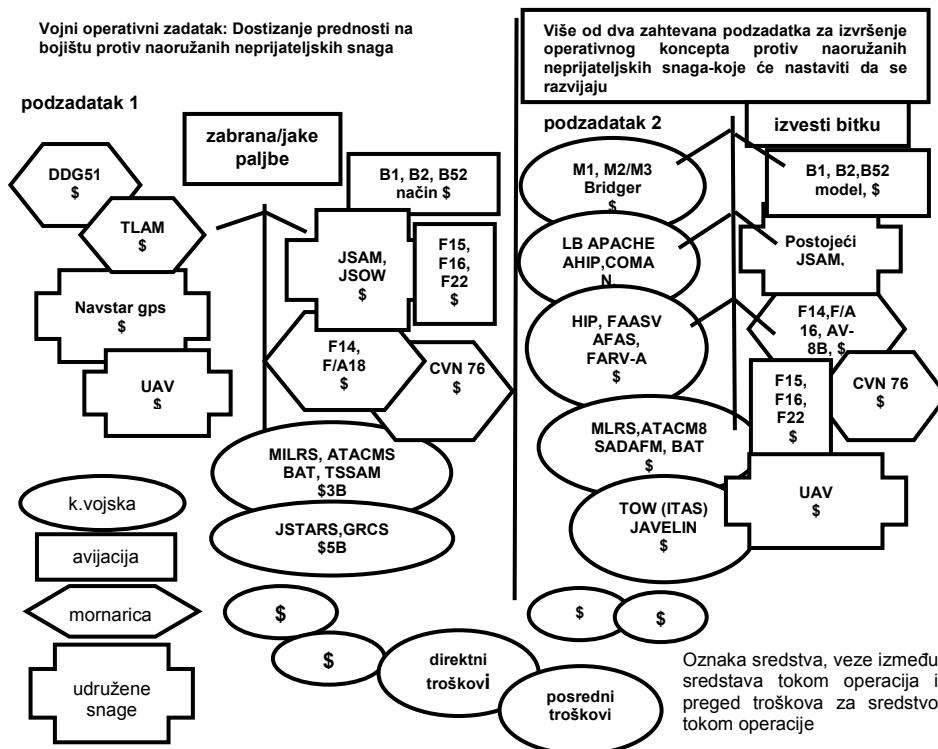 Vojni operativni zadatak: Dostizanje prednosti na
bojištu protiv naoružanih neprijateljskih snaga
Više od dva zahtevana podzadatka za izvršenje
operativnog koncepta protiv naoružanih
neprijateljskih snaga-koje će nastaviti da se
razvijaju
podzadatak 1
zabrana/jake
paljbe
DDG51
$
TLAM
$
Navstar gps
$
UAV
$
B1, B2, B52
način, $
JSAM,
JSOW
$
F15,
F16,
F22
$
F14,
F/A18
$
CVN 76
$
MILRS, ATACMS
BAT, TSSAM
$3B
JSTARS,GRCS
$5B
podzadatak 2
izvesti bitku
M1, M2/M3
Bridger
$
LB APACHE
AHIP,COMA
N
HIP, FAASV
AFAS,
FARV-A
$
MLRS,ATACM8
SADAFM, BAT
$
TOW (ITAS)
JAVELIN
$
B1, B2,B52
model, $
Postojeći
JSAM,
F14,F/A
16, AV-
8B, $
F15,
F16,
F22
$
CVN 76
$
UAV
$
k.vojska
avijacija
mornarica
udružene
snage
$
$
direktni
troškovi
posredni
troškovi
$
$
Oznaka sredstva, veze između
sredstava tokom operacija i
preged troškova za sredstvo
tokom operacije